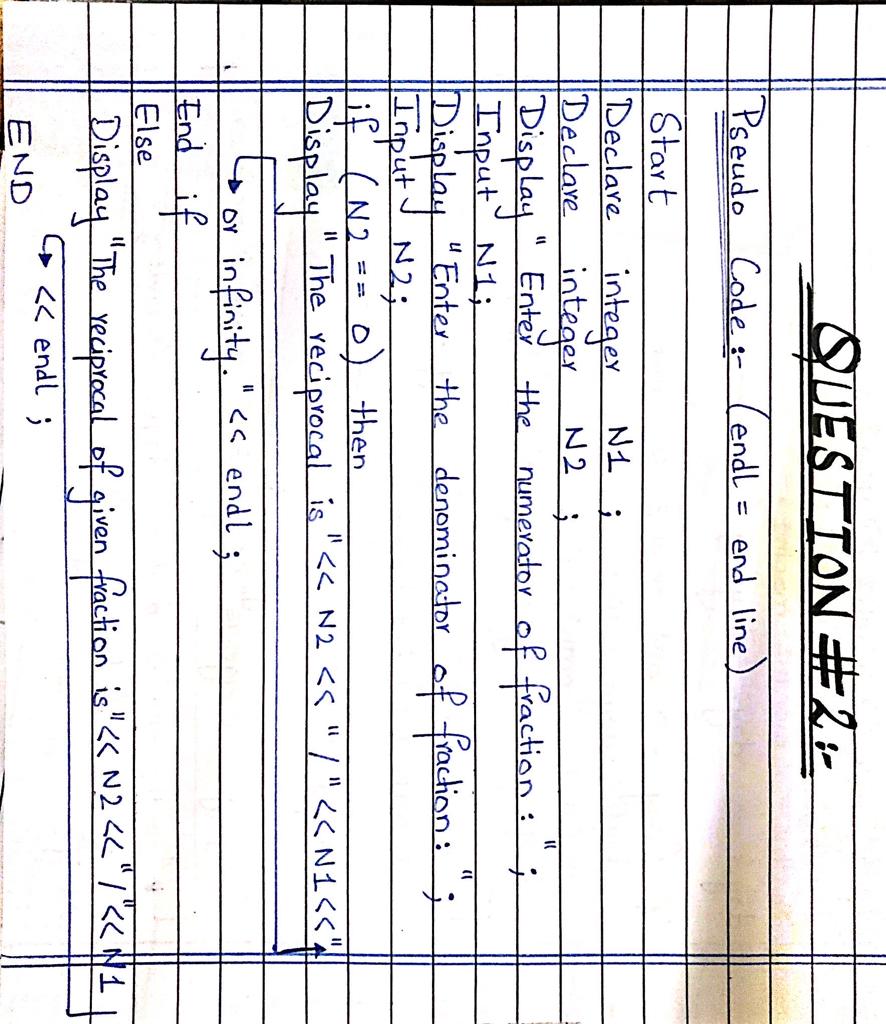 QUESTION #2:-
Pseudo Code:- (endl = end line)
Start
Declare integer N1 ;
Declare integer N2 ;
Display " Enter the numerator of fraction : " ;
Input N1;
Display "Enter the denominator of fraction: " ;
Input N2;
if (N2 == 0) then
Display " The reciprocal is "<< N2 << " / "<< N1 << "
or infinity. " << endl ;
End if
Else
Display "The reciprocal of given fraction is"<< N2 << " / "<< N1
<< endl ;
END